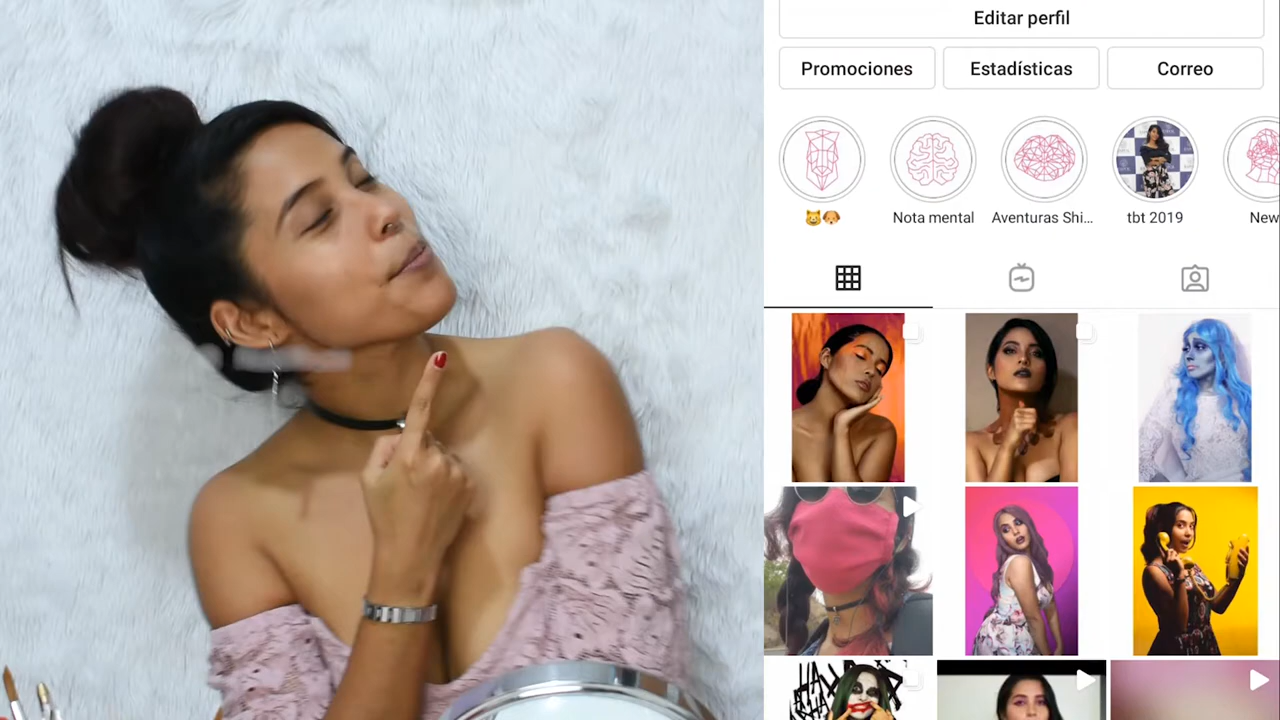 Editar perfil
Promociones
Estadísticas
Correo
Nota mental
Aventuras Shi...
tbt 2019
New